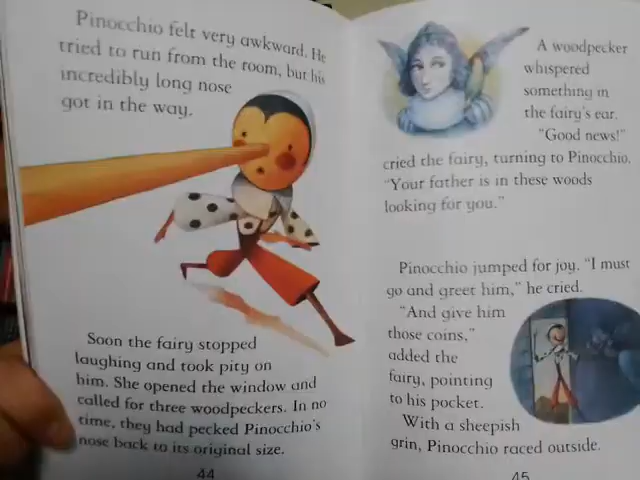 Pinocchio felt very awkward. He
tried to run from the room, but his
incredibly long nose
got in the way.
Soon the fairy stopped
laughing and took pity on
him. She opened the window and
called for three woodpeckers. In no
time, they had pecked Pinocchio's
nose back to its original size.
44
A woodpecker
whispered
something in
the fairy's ear.
"Good news!"
cried the fairy, turning to Pinocchio.
"Your father is in these woods
looking for you."
Pinocchio jumped for joy. "I must
go and greet him," he cried.
"And give him
those coins,"
added the
fairy, pointing
to his pocket.
With a sheepish
grin, Pinocchio raced outside.
45